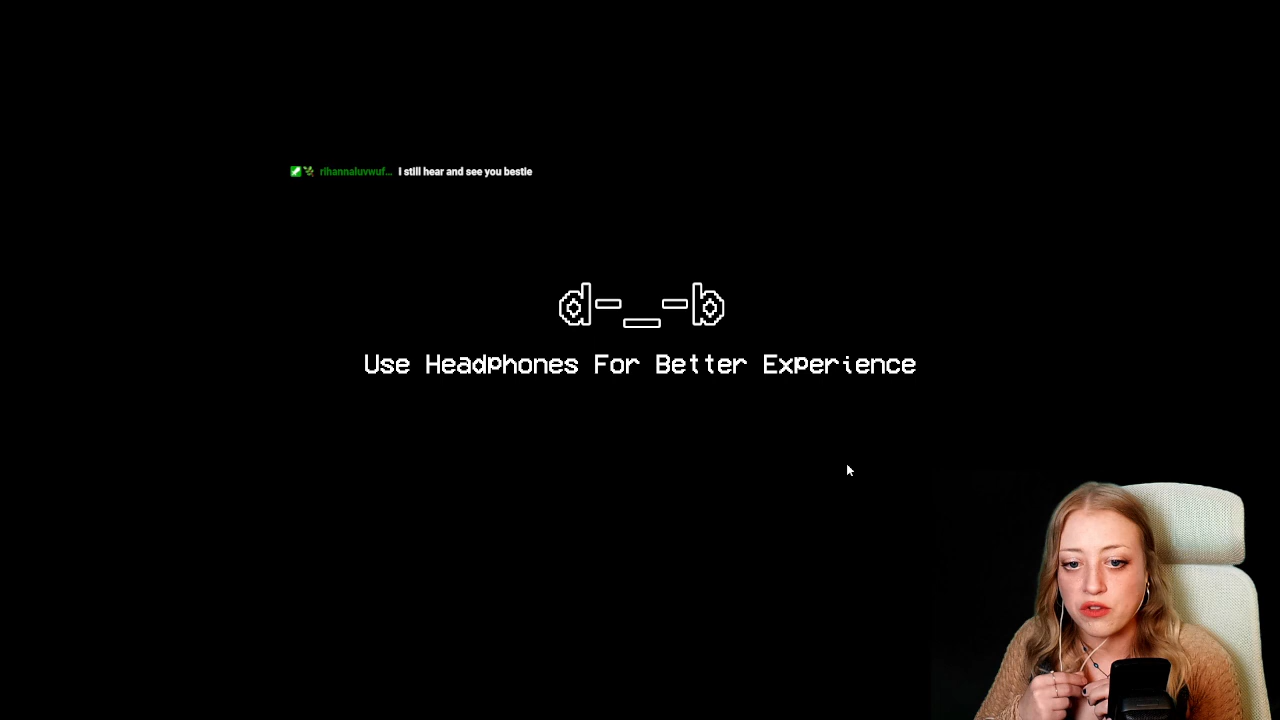 rihannaluvwuf... I still hear and see you bestie
d-_-b
Use Headphones For Better Experience